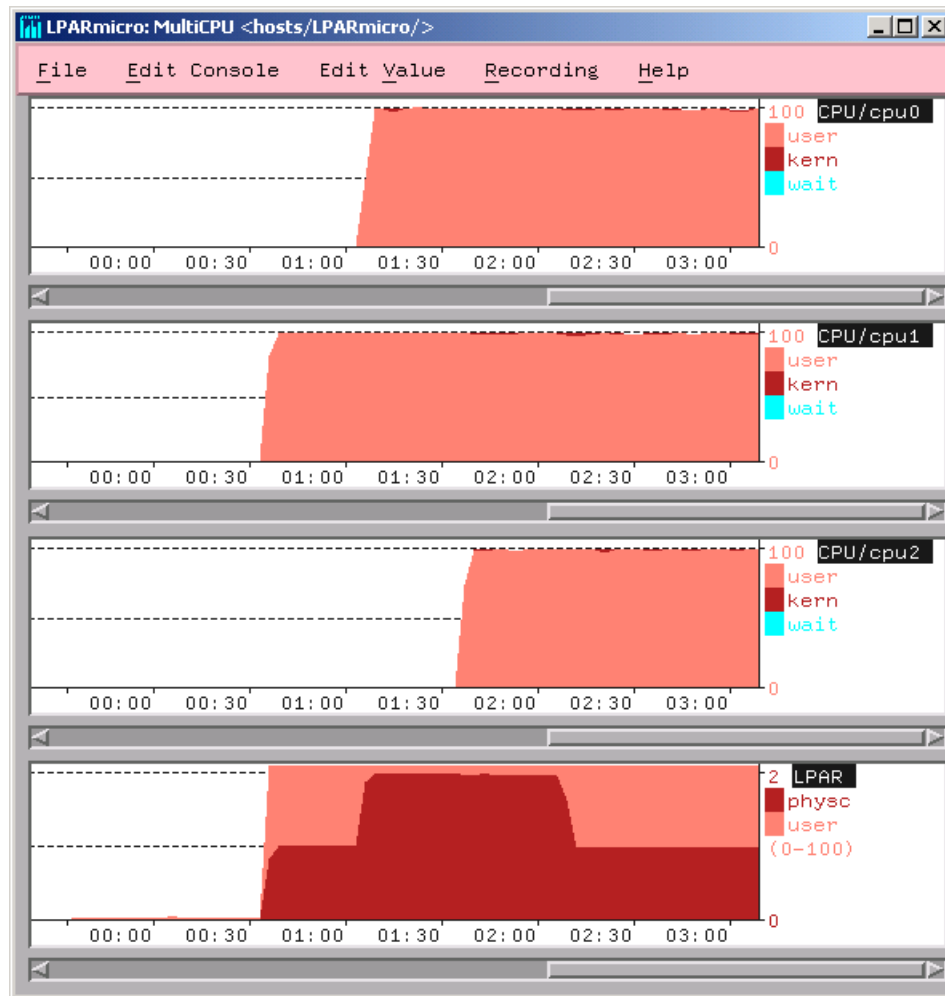 LPARmicro: MultiCPU <hosts/LPARmicro/>
File Edit Console Edit Value Recording Help
100 CPU/cpu0
user
kern
wait
0
00:00 00:30 01:00 01:30 02:00 02:30 03:00
100 CPU/cpu1
user
kern
wait
0
00:00 00:30 01:00 01:30 02:00 02:30 03:00
100 CPU/cpu2
user
kern
wait
0
00:00 00:30 01:00 01:30 02:00 02:30 03:00
2 LPAR
physc
user
(0-100)
0
00:00 00:30 01:00 01:30 02:00 02:30 03:00